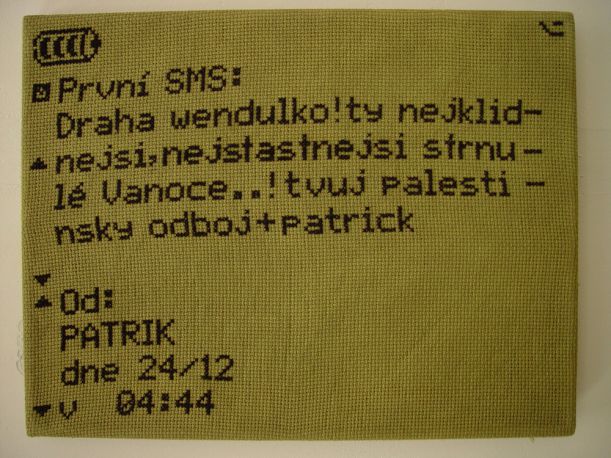 První SMS:
Draha wendulko!ty nejklid-
nejsi,nejstastnejsi strnu-
lé Vanoce..!tvuj palesti-
nsky odboj+patrick
Od:
PATRIK
dne 24/12
v 04:44